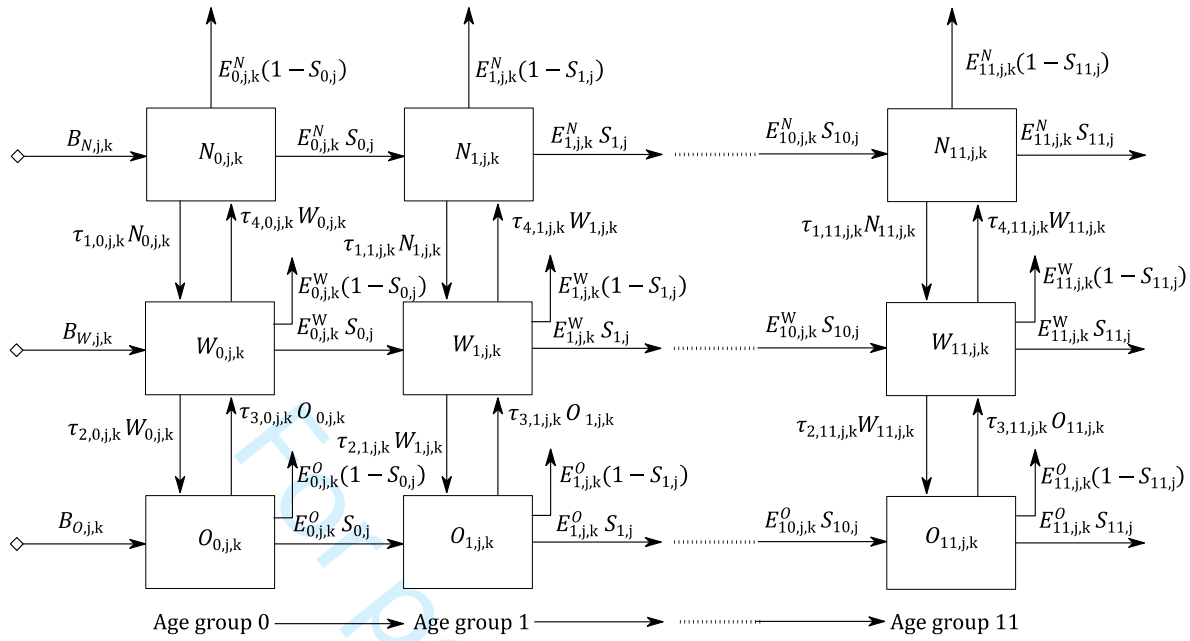 E^N_{0,j,k}(1 − S_{0,j})
E^N_{1,j,k}(1 − S_{1,j})
E^N_{11,j,k}(1 − S_{11,j})
B_{N,j,k}
N_{0,j,k}
E^N_{0,j,k} S_{0,j}
N_{1,j,k}
E^N_{1,j,k} S_{1,j}
E^N_{10,j,k} S_{10,j}
N_{11,j,k}
E^N_{11,j,k} S_{11,j}
τ_{1,0,j,k} N_{0,j,k}
τ_{4,0,j,k} W_{0,j,k}
τ_{1,1,j,k} N_{1,j,k}
τ_{4,1,j,k} W_{1,j,k}
τ_{1,11,j,k} N_{11,j,k}
τ_{4,11,j,k} W_{11,j,k}
E^W_{0,j,k}(1 − S_{0,j})
E^W_{1,j,k}(1 − S_{1,j})
E^W_{11,j,k}(1 − S_{11,j})
B_{W,j,k}
W_{0,j,k}
E^W_{0,j,k} S_{0,j}
W_{1,j,k}
E^W_{1,j,k} S_{1,j}
E^W_{10,j,k} S_{10,j}
W_{11,j,k}
E^W_{11,j,k} S_{11,j}
τ_{2,0,j,k} W_{0,j,k}
τ_{3,0,j,k} O_{0,j,k}
τ_{2,1,j,k} W_{1,j,k}
τ_{3,1,j,k} O_{1,j,k}
τ_{2,11,j,k} W_{11,j,k}
τ_{3,11,j,k} O_{11,j,k}
E^O_{0,j,k}(1 − S_{0,j})
E^O_{1,j,k}(1 − S_{1,j})
E^O_{11,j,k}(1 − S_{11,j})
B_{O,j,k}
O_{0,j,k}
E^O_{0,j,k} S_{0,j}
O_{1,j,k}
E^O_{1,j,k} S_{1,j}
E^O_{10,j,k} S_{10,j}
O_{11,j,k}
E^O_{11,j,k} S_{11,j}
Age group 0
Age group 1
Age group 11
For